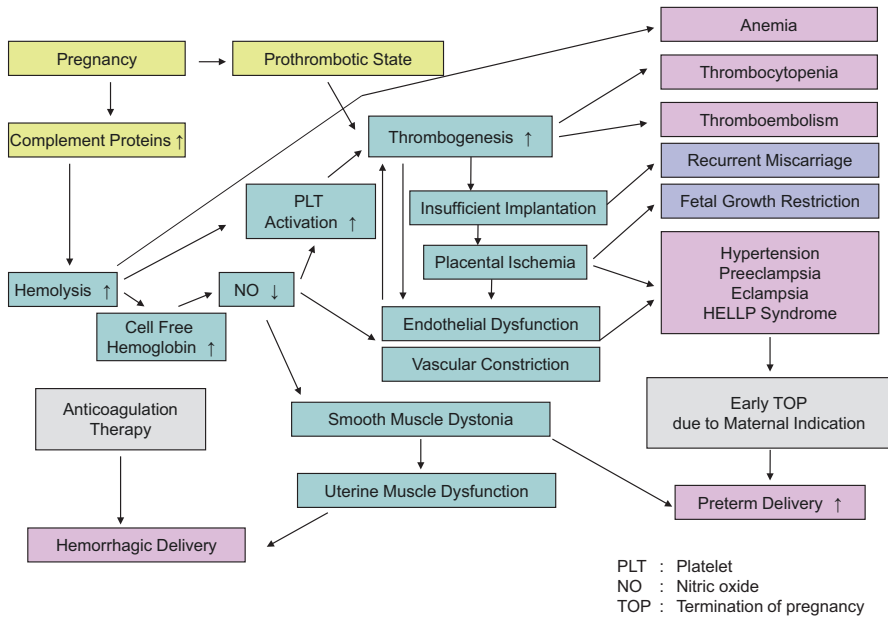 Anemia
Pregnancy
Prothrombotic State
Thrombocytopenia
Complement Proteins ↑
Thrombogenesis ↑
Thromboembolism
Recurrent Miscarriage
PLT
Activation ↑
Insufficient Implantation
Fetal Growth Restriction
Placental Ischemia
Hypertension
Preeclampsia
Eclampsia
HELLP Syndrome
Hemolysis ↑
NO ↓
Cell Free
Hemoglobin ↑
Endothelial Dysfunction
Vascular Constriction
Anticoagulation
Therapy
Smooth Muscle Dystonia
Early TOP
due to Maternal Indication
Uterine Muscle Dysfunction
Preterm Delivery ↑
Hemorrhagic Delivery
PLT : Platelet
NO : Nitric oxide
TOP : Termination of pregnancy